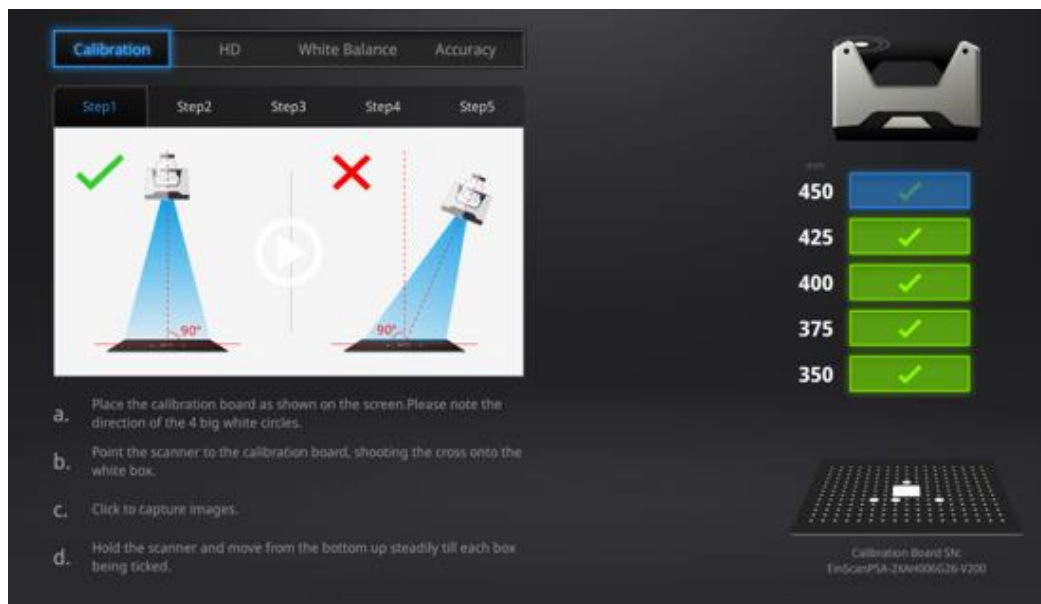 Calibration HD White Balance Accuracy
Step1 Step2 Step3 Step4 Step5
90°
90°
a. Place the calibration board as shown on the screen.Please note the
direction of the 4 big white circles.
b. Point the scanner to the calibration board, shooting the cross onto the
white box.
c. Click to capture images.
d. Hold the scanner and move from the bottom up steadily till each box
being ticked.
mm
450
425
400
375
350
Calibration Board SN: